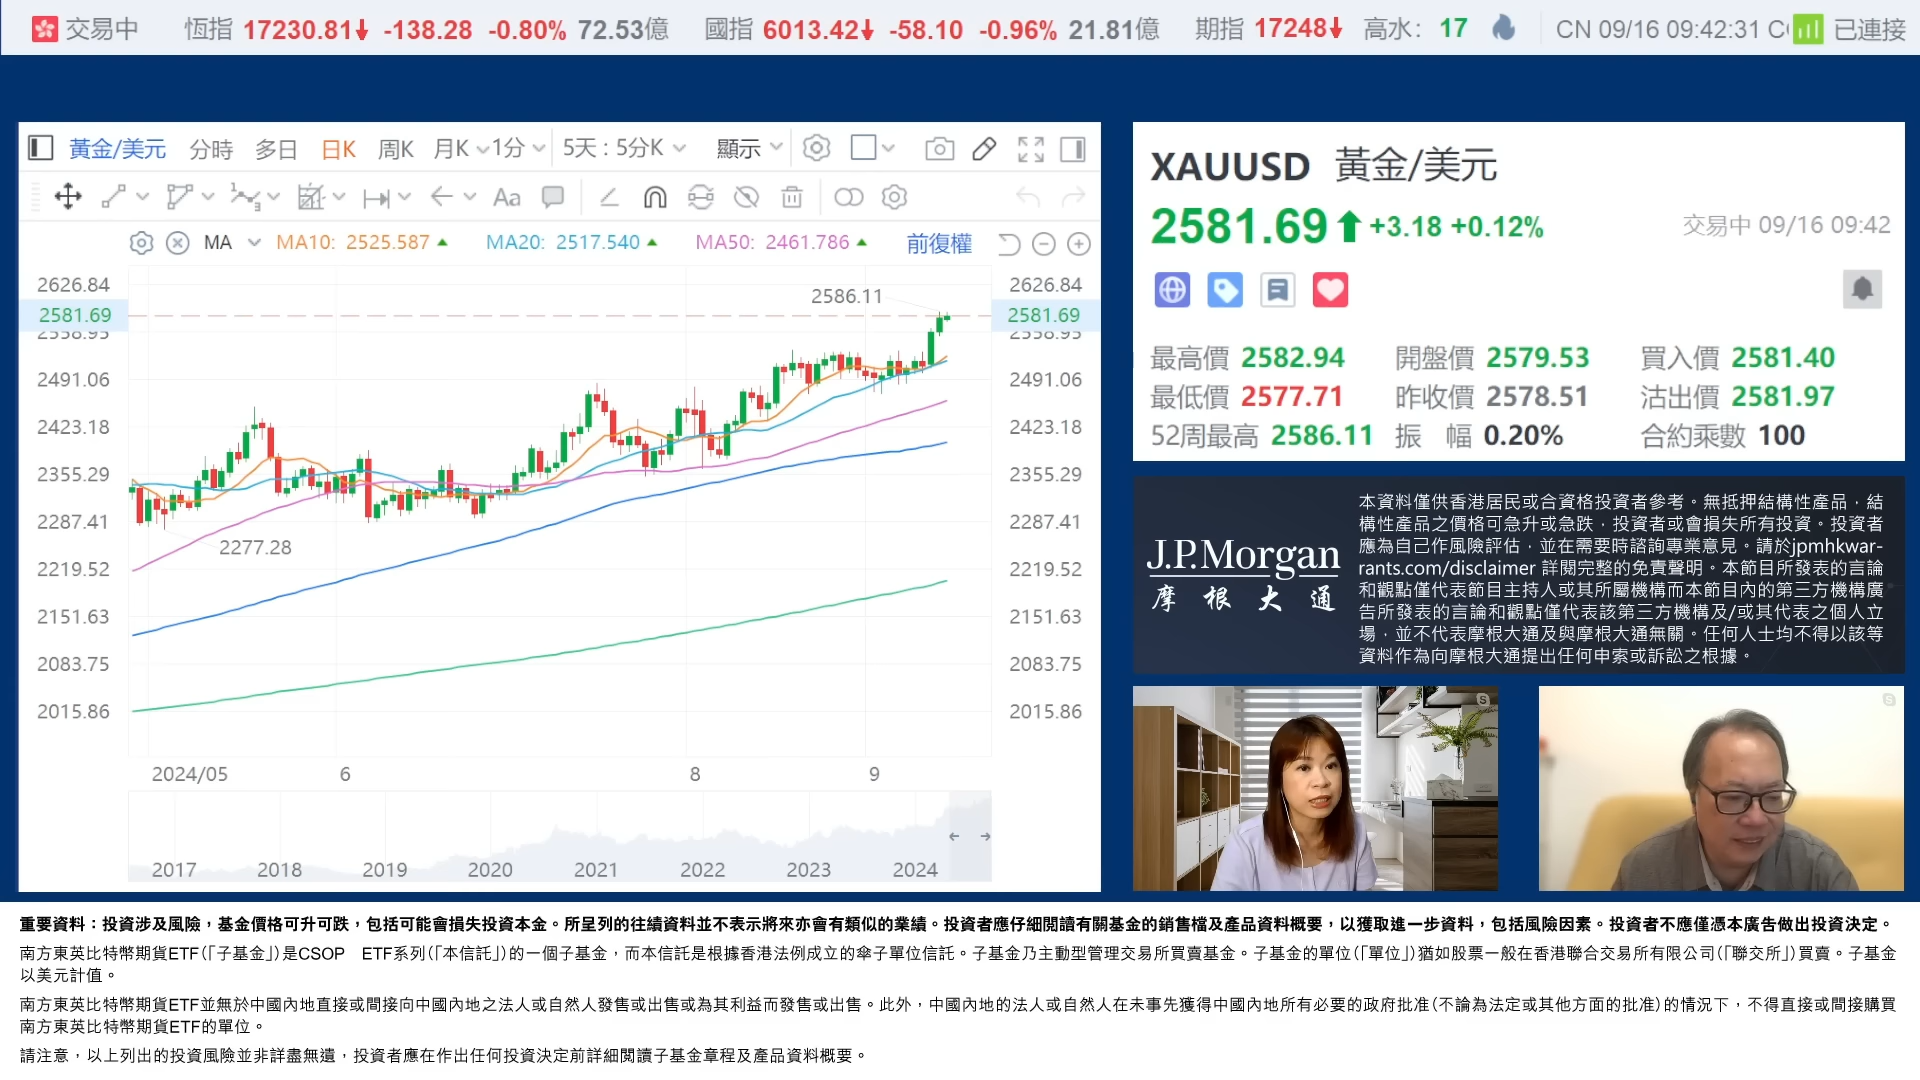 交易中 恆指 17230.81 -138.28 -0.80% 72.53億 國指 6013.42 -58.10 -0.96% 21.81億 期指 17248 高水: 17 CN 09/16 09:42:31 已連接
黃金/美元 分時 多日 日K 周K 月K 1分 5天 : 5分K 顯示
Aa
MA MA10: 2525.587 MA20: 2517.540 MA50: 2461.786 前復權
2626.84 2626.84
2586.11
2581.69 2581.69
2558.95 2558.95
2491.06 2491.06
2423.18 2423.18
2355.29 2355.29
2287.41 2287.41
2277.28
2219.52 2219.52
2151.63 2151.63
2083.75 2083.75
2015.86 2015.86
2024/05 6 8 9
2017 2018 2019 2020 2021 2022 2023 2024
XAUUSD 黃金/美元
2581.69 +3.18 +0.12% 交易中 09/16 09:42
最高價 2582.94 開盤價 2579.53 買入價 2581.40
最低價 2577.71 昨收價 2578.51 沽出價 2581.97
52周最高 2586.11 振 幅 0.20% 合約乘數 100
J.P.Morgan
摩根大通
本資料僅供香港居民或合資格投資者參考。無抵押結構性產品，結
構性產品之價格可急升或急跌，投資者或會損失所有投資。投資者
應為自己作風險評估，並在需要時諮詢專業意見。請於jpmhkwar-
rants.com/disclaimer 詳閱完整的免責聲明。本節目所發表的言論
和觀點僅代表節目主持人或其所屬機構而本節目內的第三方機構廣
告所發表的言論和觀點僅代表該第三方機構及/或其代表之個人立
場，並不代表摩根大通及與摩根大通無關。任何人士均不得以該等
資料作為向摩根大通提出任何申索或訴訟之根據。
重要資料：投資涉及風險，基金價格可升可跌，包括可能會損失投資本金。所呈列的往績資料並不表示將來亦會有類似的業績。投資者應仔細閱讀有關基金的銷售檔及產品資料概要，以獲取進一步資料，包括風險因素。投資者不應僅憑本廣告做出投資決定。
南方東英比特幣期貨ETF(「子基金」)是CSOP ETF系列(「本信託」)的一個子基金，而本信託是根據香港法例成立的傘子單位信託。子基金乃主動型管理交易所買賣基金。子基金的單位(「單位」)猶如股票一般在香港聯合交易所有限公司(「聯交所」)買賣。子基金
以美元計值。
南方東英比特幣期貨ETF並無於中國內地直接或間接向中國內地之法人或自然人發售或出售或為其利益而發售或出售。此外，中國內地的法人或自然人在未事先獲得中國內地所有必要的政府批准(不論為法定或其他方面的批准)的情況下，不得直接或間接購買
南方東英比特幣期貨ETF的單位。
請注意，以上列出的投資風險並非詳盡無遺，投資者應在作出任何投資決定前詳細閱讀子基金章程及產品資料概要。